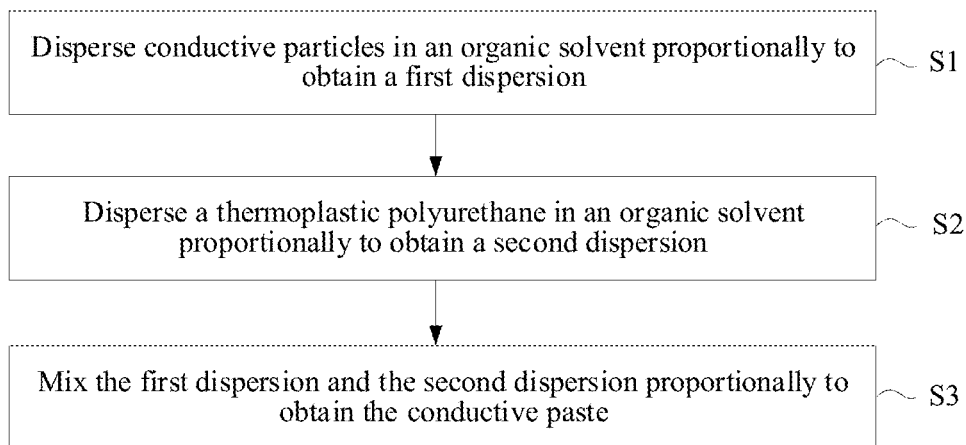 Disperse conductive particles in an organic solvent proportionally to
obtain a first dispersion
S1
Disperse a thermoplastic polyurethane in an organic solvent
proportionally to obtain a second dispersion
S2
Mix the first dispersion and the second dispersion proportionally to
obtain the conductive paste
S3